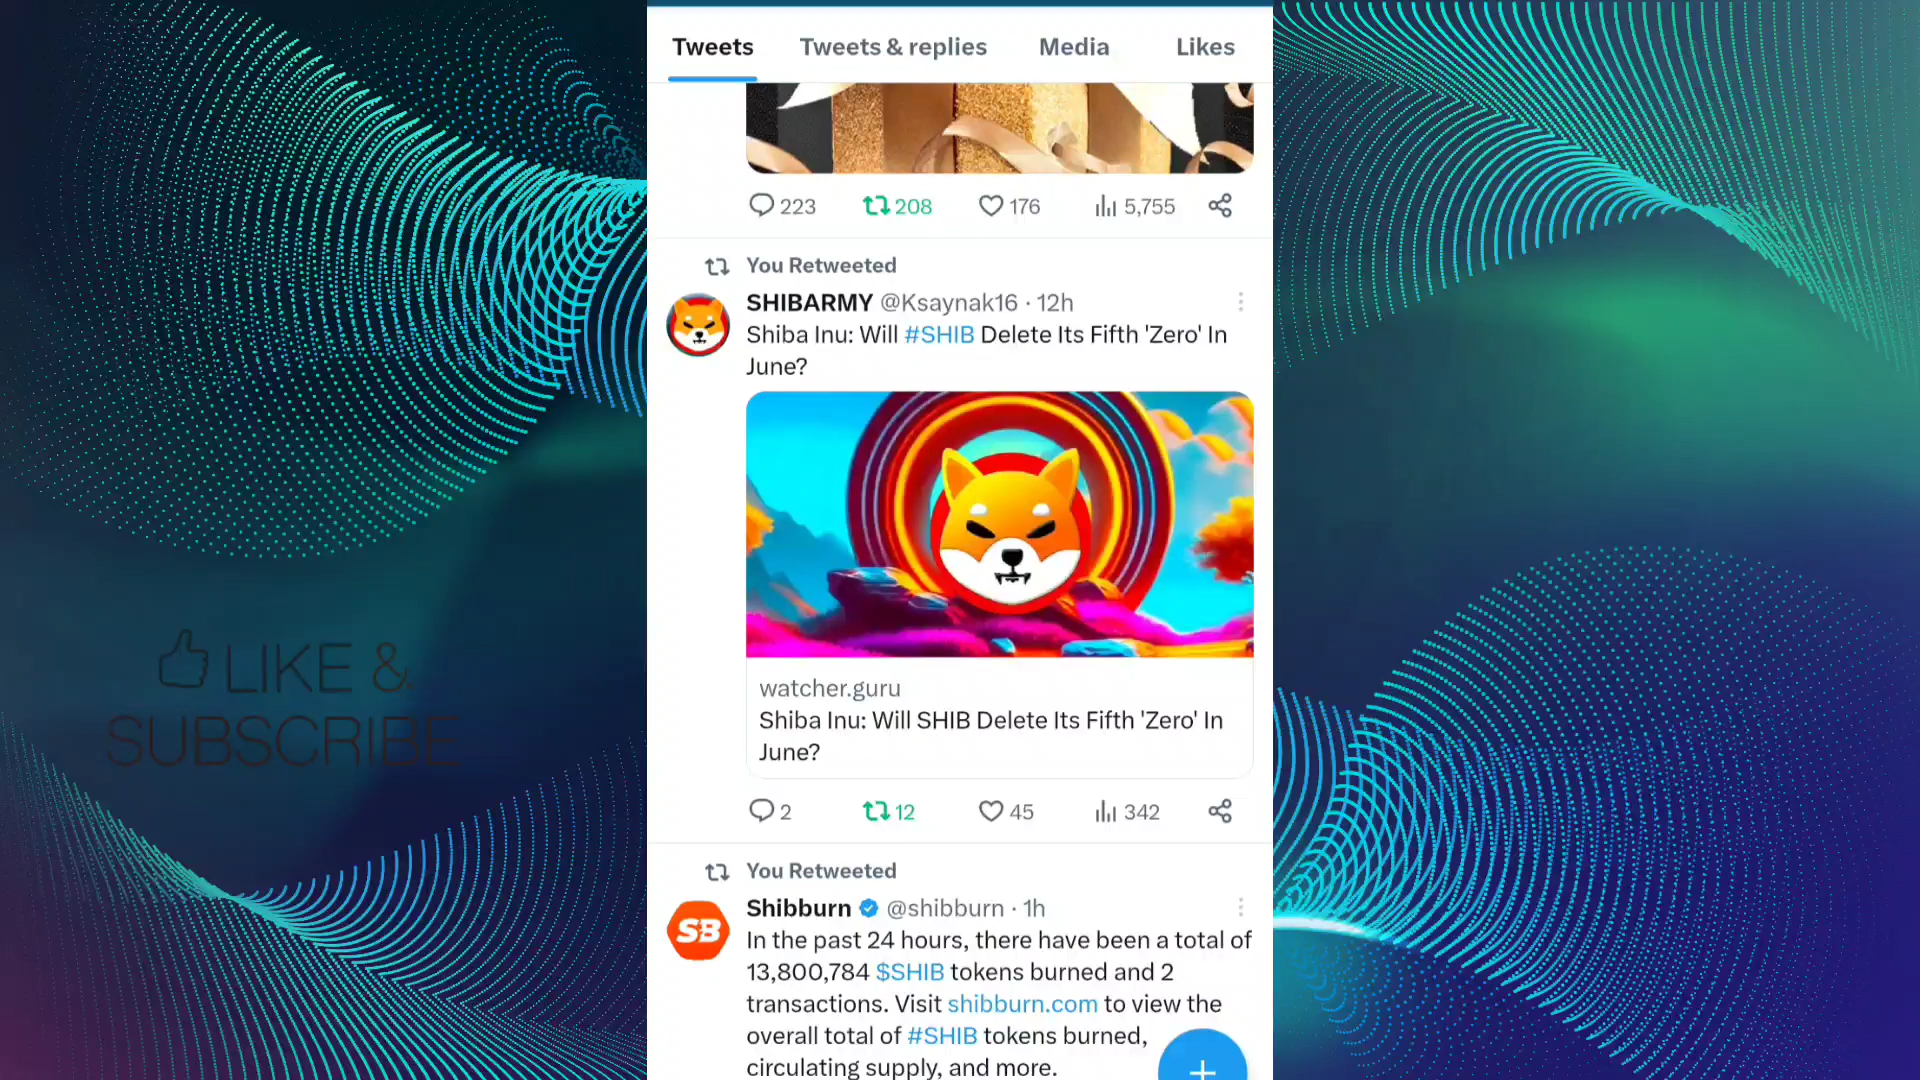 Tweets Tweets & replies Media Likes
223 208 176 5,755
You Retweeted
SHIBARMY @Ksaynak16 · 12h
Shiba Inu: Will #SHIB Delete Its Fifth 'Zero' In
June?
watcher.guru
Shiba Inu: Will SHIB Delete Its Fifth 'Zero' In
June?
2 12 45 342
You Retweeted
SB
Shibburn @shibburn · 1h
In the past 24 hours, there have been a total of
13,800,784 $SHIB tokens burned and 2
transactions. Visit shibburn.com to view the
overall total of #SHIB tokens burned,
circulating supply, and more.
LIKE &
SUBSCRIBE